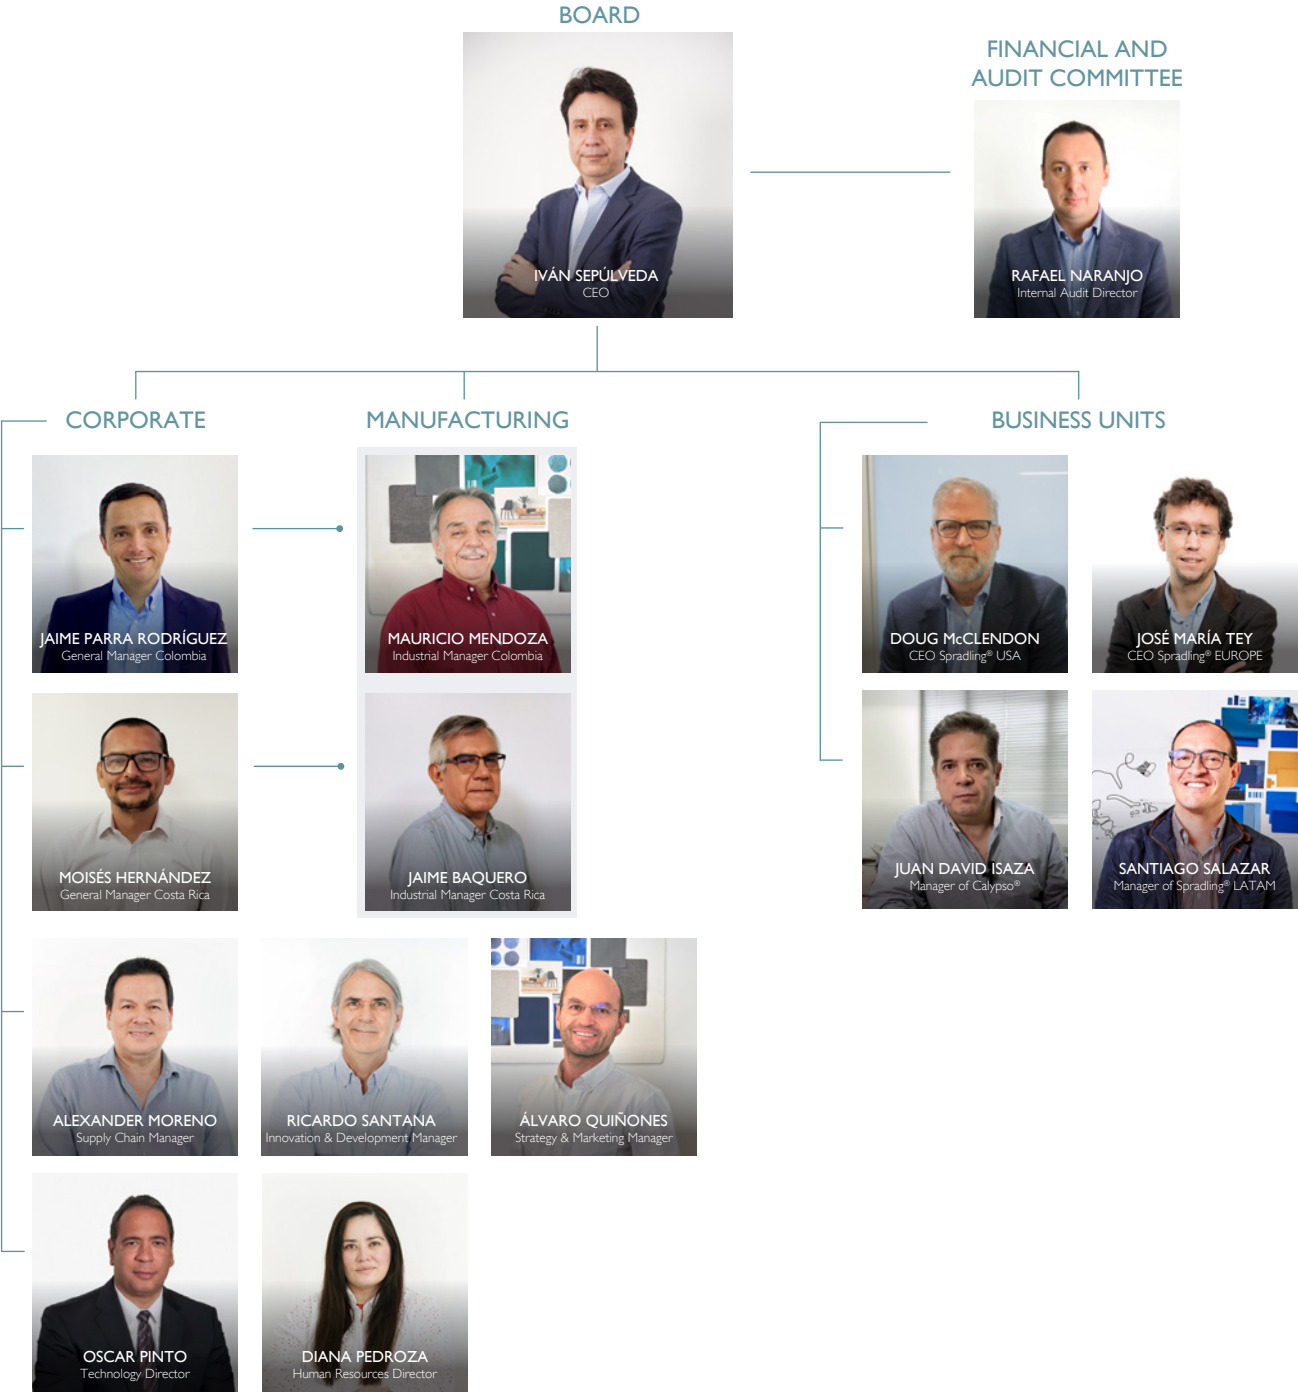 BOARD
IVÁN SEPÚLVEDA
CEO
FINANCIAL AND
AUDIT COMMITTEE
RAFAEL NARANJO
Internal Audit Director
CORPORATE
MANUFACTURING
BUSINESS UNITS
JAIME PARRA RODRÍGUEZ
General Manager Colombia
MAURICIO MENDOZA
Industrial Manager Colombia
DOUG McCLENDON
CEO Spradling® USA
JOSÉ MARÍA TEY
CEO Spradling® EUROPE
MOISÉS HERNÁNDEZ
General Manager Costa Rica
JAIME BAQUERO
Industrial Manager Costa Rica
JUAN DAVID ISAZA
Manager of Calypso®
SANTIAGO SALAZAR
Manager of Spradling® LATAM
ALEXANDER MORENO
Supply Chain Manager
RICARDO SANTANA
Innovation & Development Manager
ÁLVARO QUIÑONES
Strategy & Marketing Manager
OSCAR PINTO
Technology Director
DIANA PEDROZA
Human Resources Director